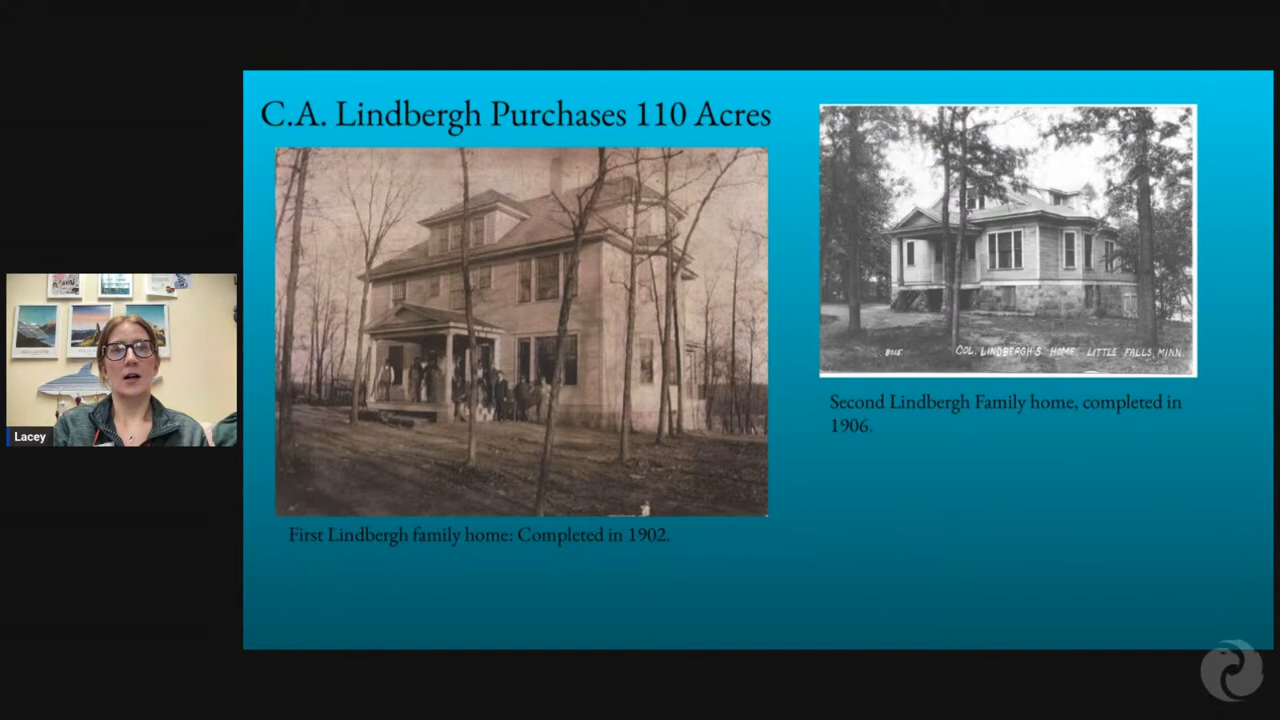 C.A. Lindbergh Purchases 110 Acres
8015.
COL. LINDBERGH'S HOME LITTLE FALLS, MINN.
Second Lindbergh Family home, completed in
1906.
First Lindbergh family home: Completed in 1902.
Lacey